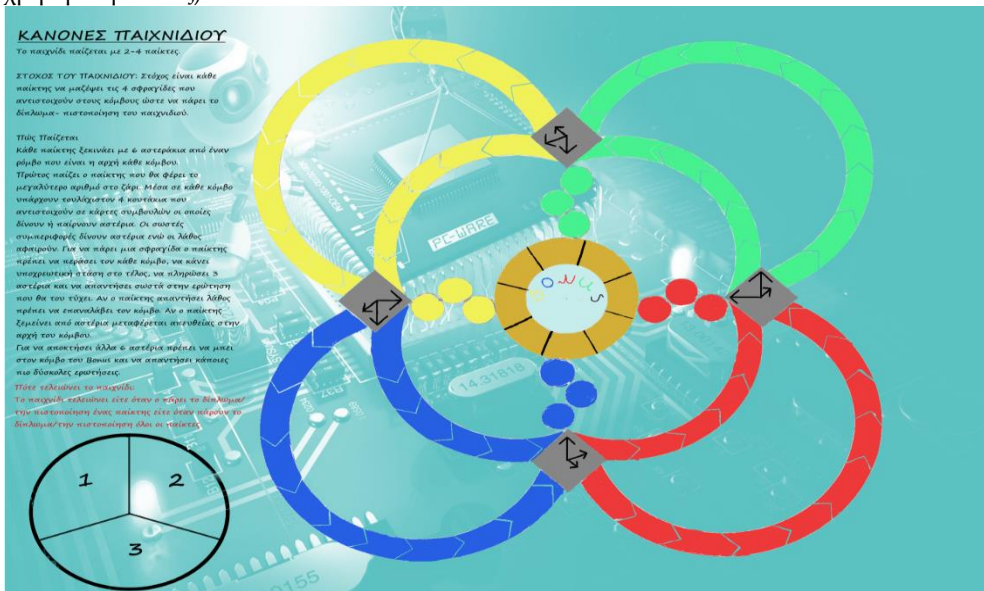 ΚΑΝΟΝΕΣ ΠΑΙΧΝΙΔΙΟΥ
Το παιχνίδι παίζεται με 2-4 παίκτες.
ΣΤΟΧΟΣ ΤΟΥ ΠΑΙΧΝΙΔΙΟΥ: Στόχος είναι κάθε
παίκτης να μαζέψει τις 4 σφραγίδες που
αντιστοιχούν στους κόμβους ώστε να πάρει το
δίπλωμα- πιστοποίηση του παιχνιδιού.
Πώς Παίζεται
Κάθε παίκτης ξεκινάει με 6 αστεράκια από έναν
ρόμβο που είναι η αρχή κάθε κόμβου.
Πρώτος παίζει ο παίκτης που θα φέρει το
μεγαλύτερο αριθμό στο ζάρι. Μέσα σε κάθε κόμβο
υπάρχουν τουλάχιστον 4 κουτάκια που
αντιστοιχούν σε κάρτες συμβουλών οι οποίες
δίνουν ή παίρνουν αστέρια. Οι σωστές
συμπεριφορές δίνουν αστέρια ενώ οι λάθος
αφαιρούν. Για να πάρει μια σφραγίδα ο παίκτης
πρέπει να περάσει τον κάθε κόμβο, να κάνει
υποχρεωτική στάση στο τέλος, να πληρώσει 3
αστέρια και να απαντήσει σωστά στην ερώτηση
που θα του τύχει. Αν ο παίκτης απαντήσει λάθος
πρέπει να επαναλάβει τον κόμβο. Αν ο παίκτης
ξεμείνει από αστέρια μεταφέρεται απευθείας στην
αρχή του κόμβου.
Για να αποκτήσει άλλα 6 αστέρια πρέπει να μπει
στον κόμβο του Bonus και να απαντήσει κάποιες
πιο δύσκολες ερωτήσεις.
Πότε τελειώνει το παιχνίδι
Το παιχνίδι τελειώνει είτε όταν ο πάρει το δίπλωμα/
την πιστοποίηση ένας παίκτης είτε όταν πάρουν το
δίπλωμα/την πιστοποίηση όλοι οι παίκτες
PC-WARE
BONUS
14.31818
1
2
3